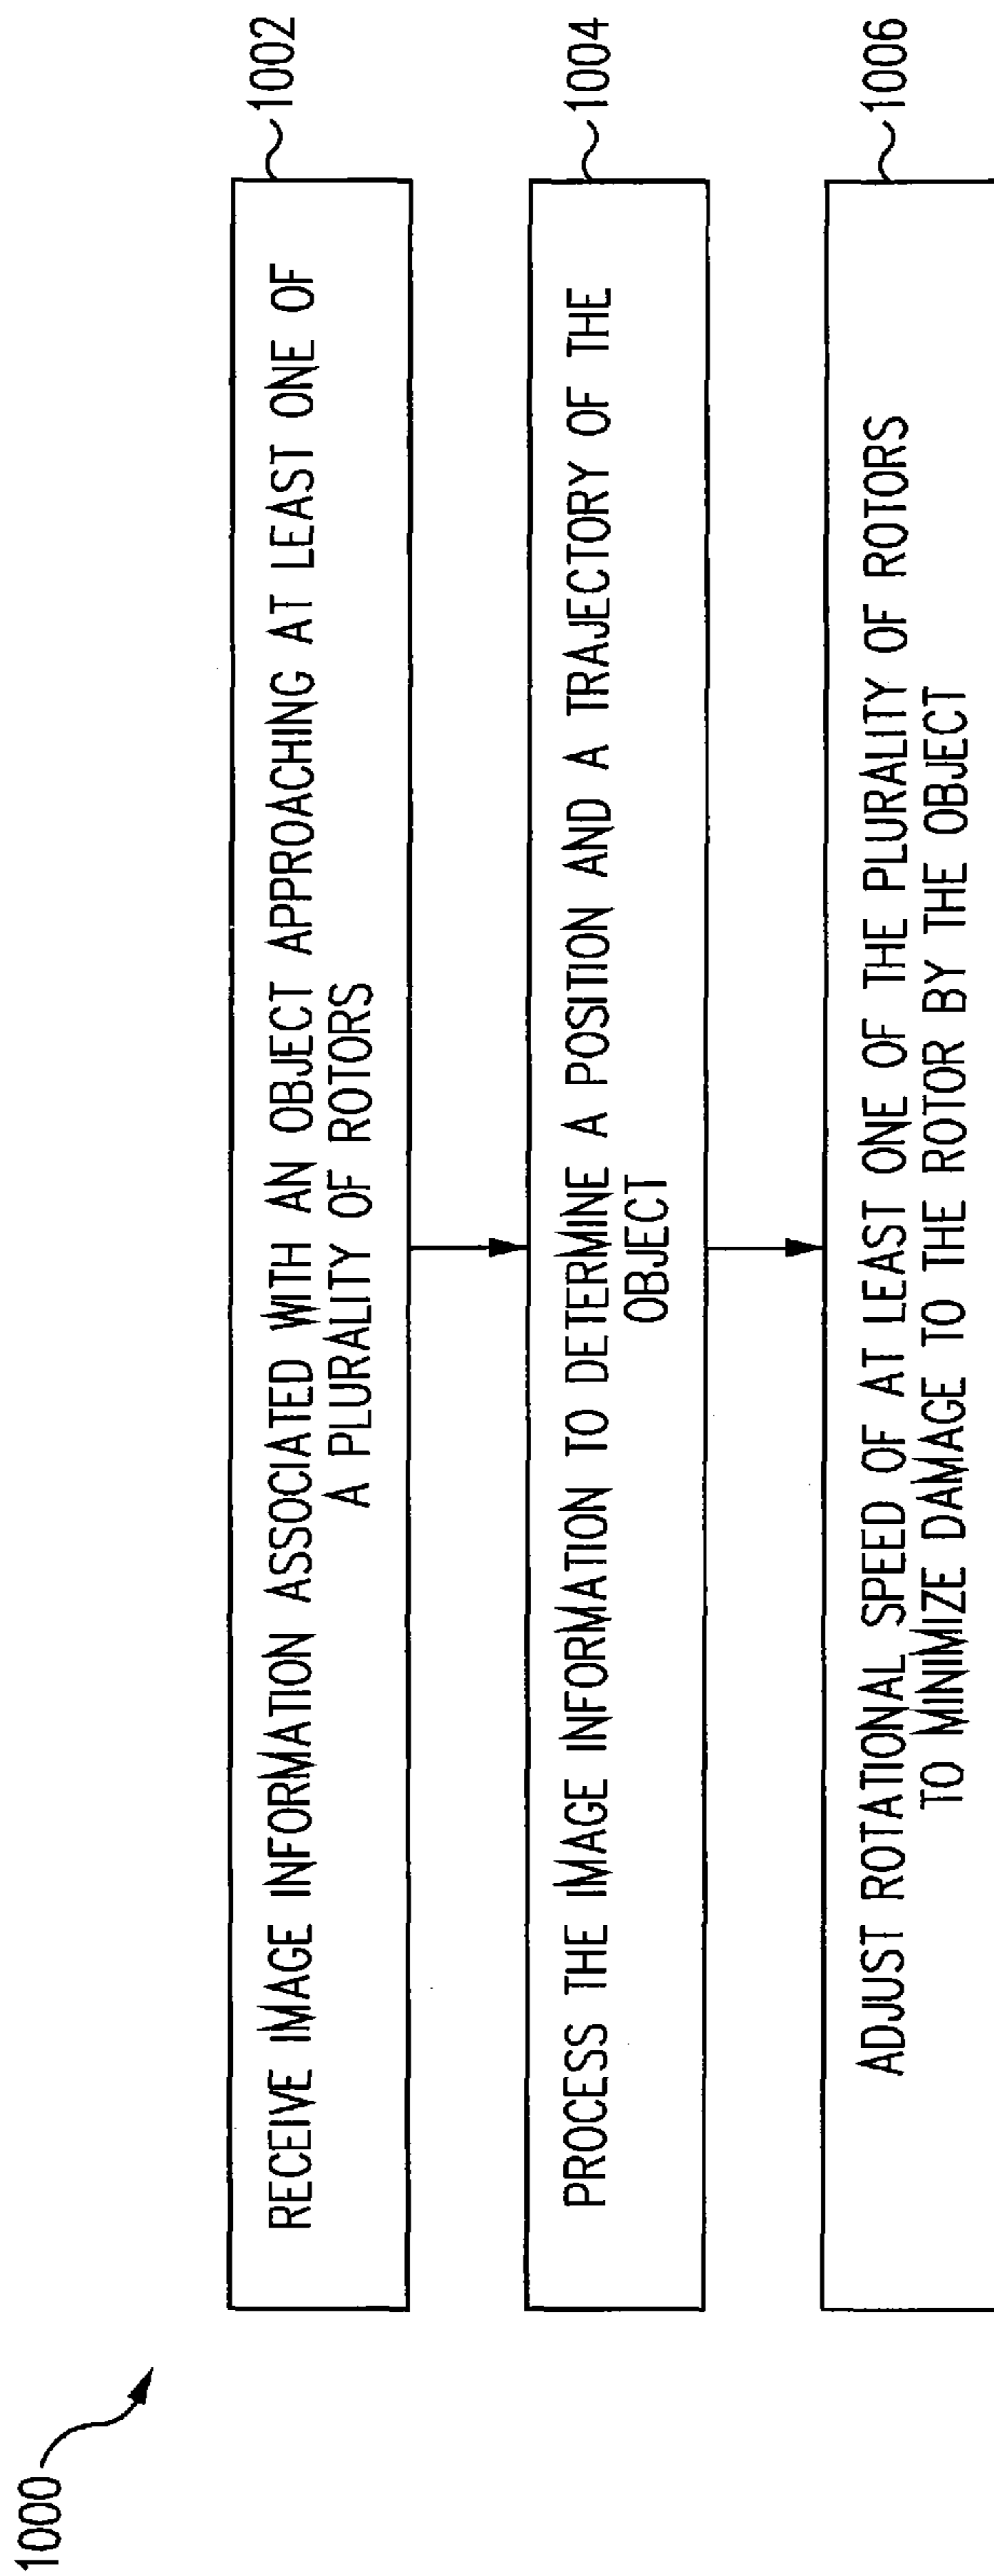 1000
RECEIVE IMAGE INFORMATION ASSOCIATED WITH AN OBJECT APPROACHING AT LEAST ONE OF
A PLURALITY OF ROTORS
1002
PROCESS THE IMAGE INFORMATION TO DETERMINE A POSITION AND A TRAJECTORY OF THE
OBJECT
1004
ADJUST ROTATIONAL SPEED OF AT LEAST ONE OF THE PLURALITY OF ROTORS
TO MINIMIZE DAMAGE TO THE ROTOR BY THE OBJECT
1006